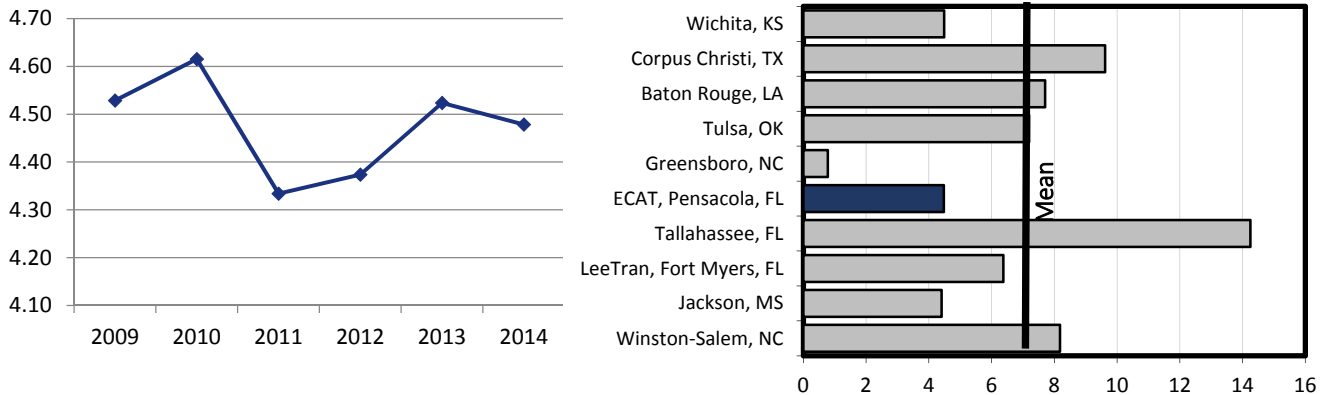 4.70
4.60
4.50
4.40
4.30
4.20
4.10
2009 2010 2011 2012 2013 2014
Wichita, KS
Corpus Christi, TX
Baton Rouge, LA
Tulsa, OK
Greensboro, NC
ECAT, Pensacola, FL
Tallahassee, FL
LeeTran, Fort Myers, FL
Jackson, MS
Winston-Salem, NC
Mean
0 2 4 6 8 10 12 14 16